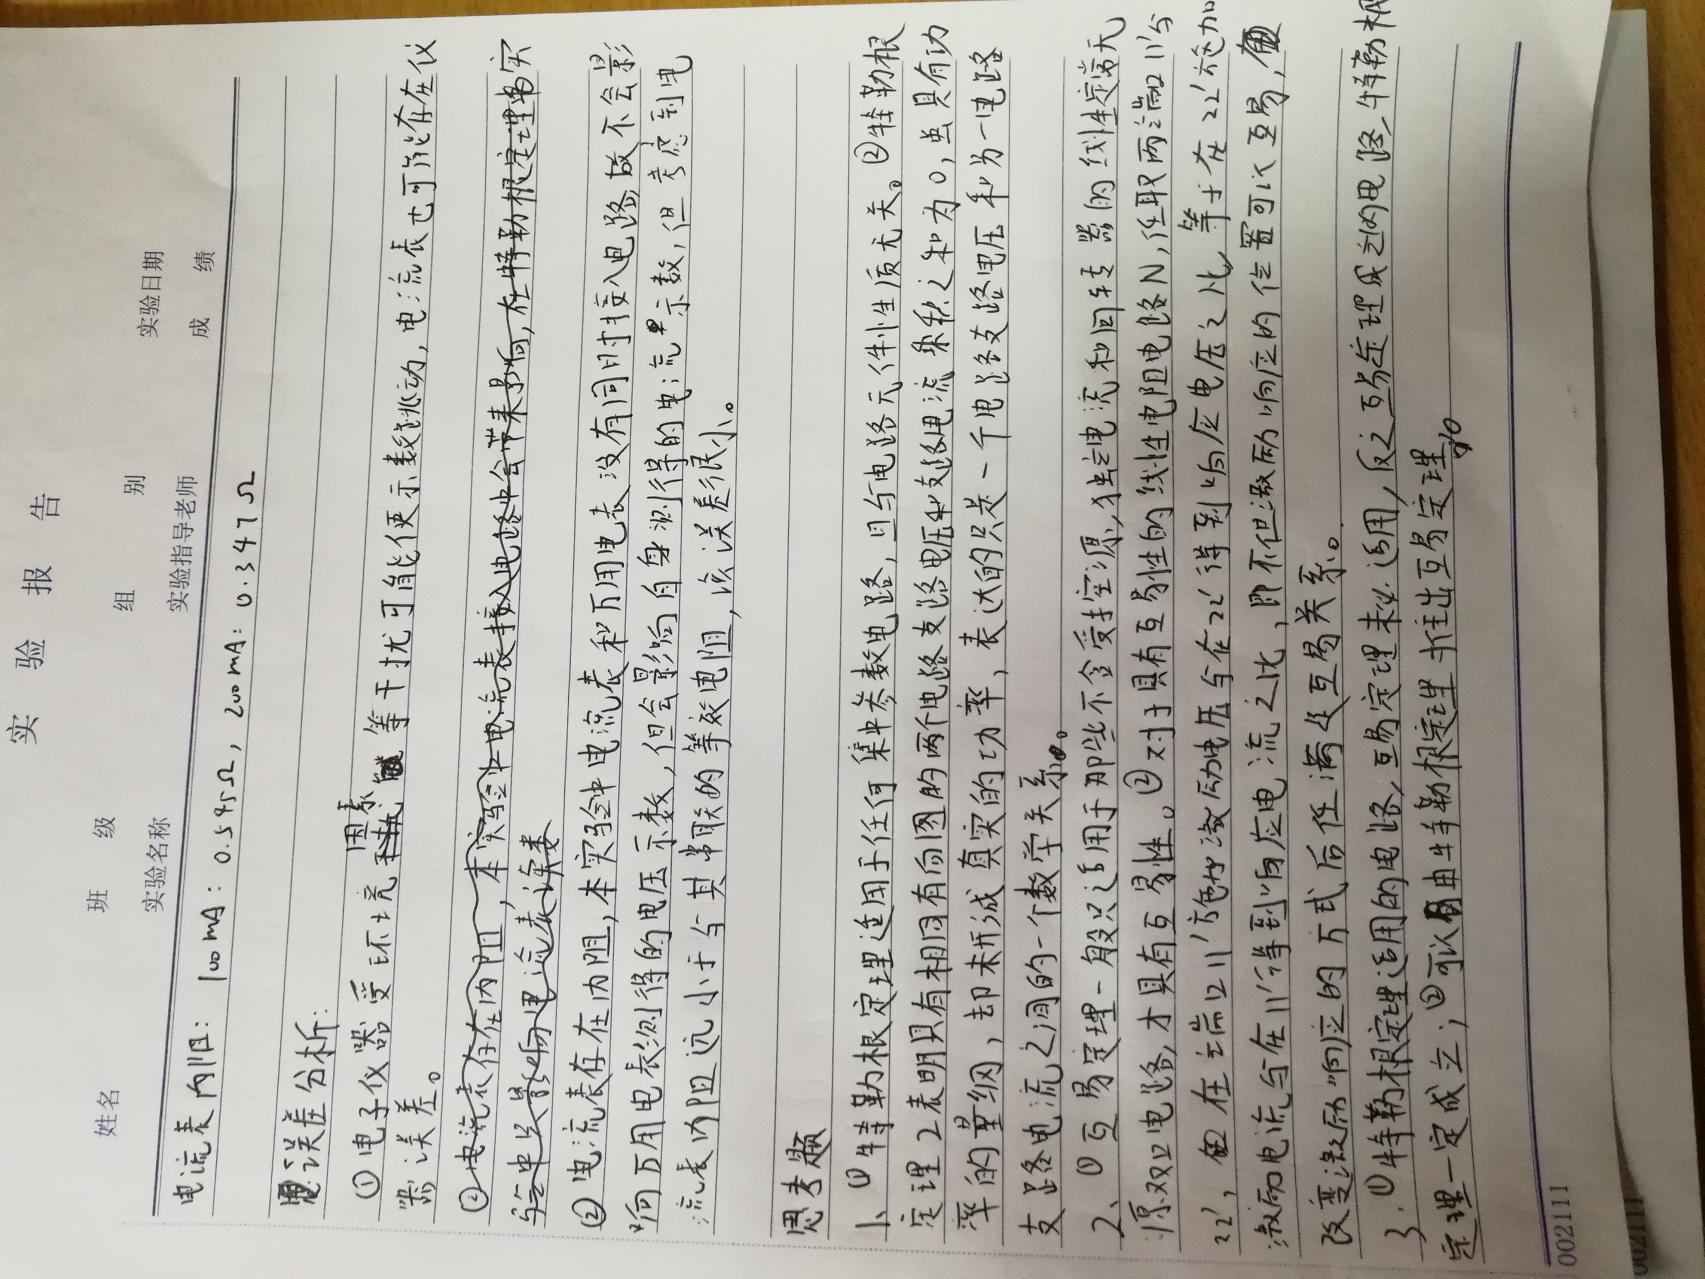 实 验 报 告
姓名 班 级 组 别 实验日期
实验名称 实验指导老师 成 绩
电流表内阻: 100mA: 0.545Ω, 200mA: 0.347Ω
误差分析:
① 电子仪器受环境因素等干扰可能使示数跳动,电流表也可能存在仪
器误差。
② 电流表存在内阻,本实验中电流表接入电路中会带来影响,在特勒根定理实
验中只影响电流表误差
② 电流表存在内阻,本实验中电流表和万用电表没有同时接入电路故不会影
响万用电表测得的电压示数,但会影响自身测得的电流示数,但考虑到电
流表内阻远小于与其串联的等效电阻,该误差很小。
思考题
1、①特勒根定理适用于任何集中参数电路,且与电路元件性质无关。②特勒根
定理2表明具有相同有向图的两个电路支路电压和支路电流乘积之和为0,虽具有功
率的量纲,却未形成真实的功率,表达的只是一个电路支路电压和另一电路
支路电流之间的一个数学关系。
2、①互易定理一般只适用于那些不含受控源,独立电流和回转器的线性定常无
源双口电路,才具有互易性。②对于具有互易性的线性电阻电路N,任取两端口11'与
22',在端口11'施加激励电压与在22'得到响应电压之比,等于在22'施加
激励电流与在11'得到响应电流之比,即不但激励响应的位置可以互易,
改变激励响应的方式后任满足互易关系。
3.①特勒根定理适用的电路,互易定理未必适用,反之互易定理成立的电路,特勒根
定理一定成立;②可以由特勒根定理推出互易定理。
002111
002111